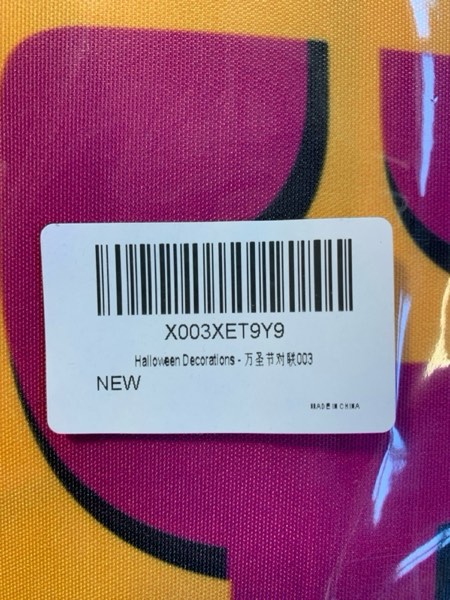 X003XET9Y9
Halloween Decorations - 万圣节对联003
NEW
MADE IN CHINA